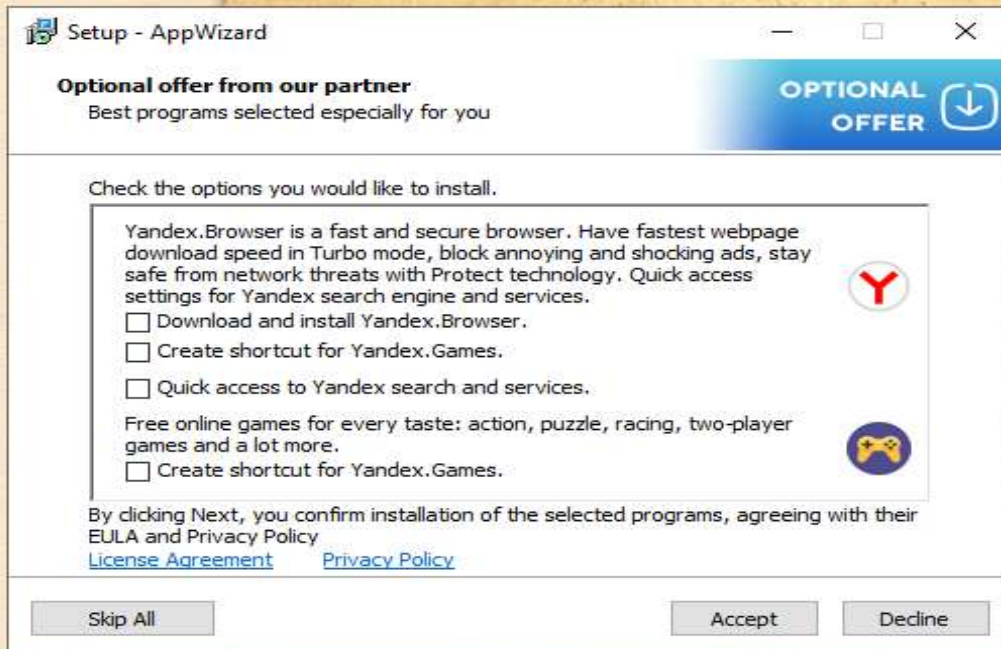 Setup - AppWizard
Optional offer from our partner
Best programs selected especially for you
OPTIONAL
OFFER
Check the options you would like to install.
Yandex.Browser is a fast and secure browser. Have fastest webpage
download speed in Turbo mode, block annoying and shocking ads, stay
safe from network threats with Protect technology. Quick access
settings for Yandex search engine and services.
Download and install Yandex.Browser.
Create shortcut for Yandex.Games.
Quick access to Yandex search and services.
Free online games for every taste: action, puzzle, racing, two-player
games and a lot more.
Create shortcut for Yandex.Games.
By clicking Next, you confirm installation of the selected programs, agreeing with their
EULA and Privacy Policy
License Agreement Privacy Policy
Skip All Accept Decline